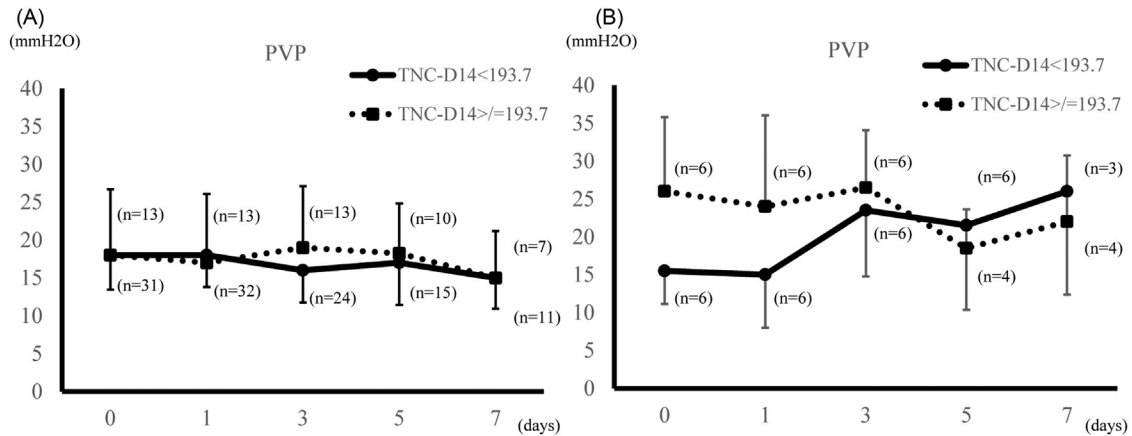 (A)
(mmH2O)
PVP
TNC-D14<193.7
TNC-D14>/=193.7
40
35
30
25
20
15
10
5
0
(n=13)
(n=13)
(n=13)
(n=10)
(n=7)
(n=31)
(n=32)
(n=24)
(n=15)
(n=11)
0
1
3
5
7
(days)
(B)
(mmH2O)
PVP
TNC-D14<193.7
TNC-D14>/=193.7
40
35
30
25
20
15
10
5
0
(n=6)
(n=6)
(n=6)
(n=6)
(n=3)
(n=6)
(n=6)
(n=6)
(n=4)
(n=4)
0
1
3
5
7
(days)